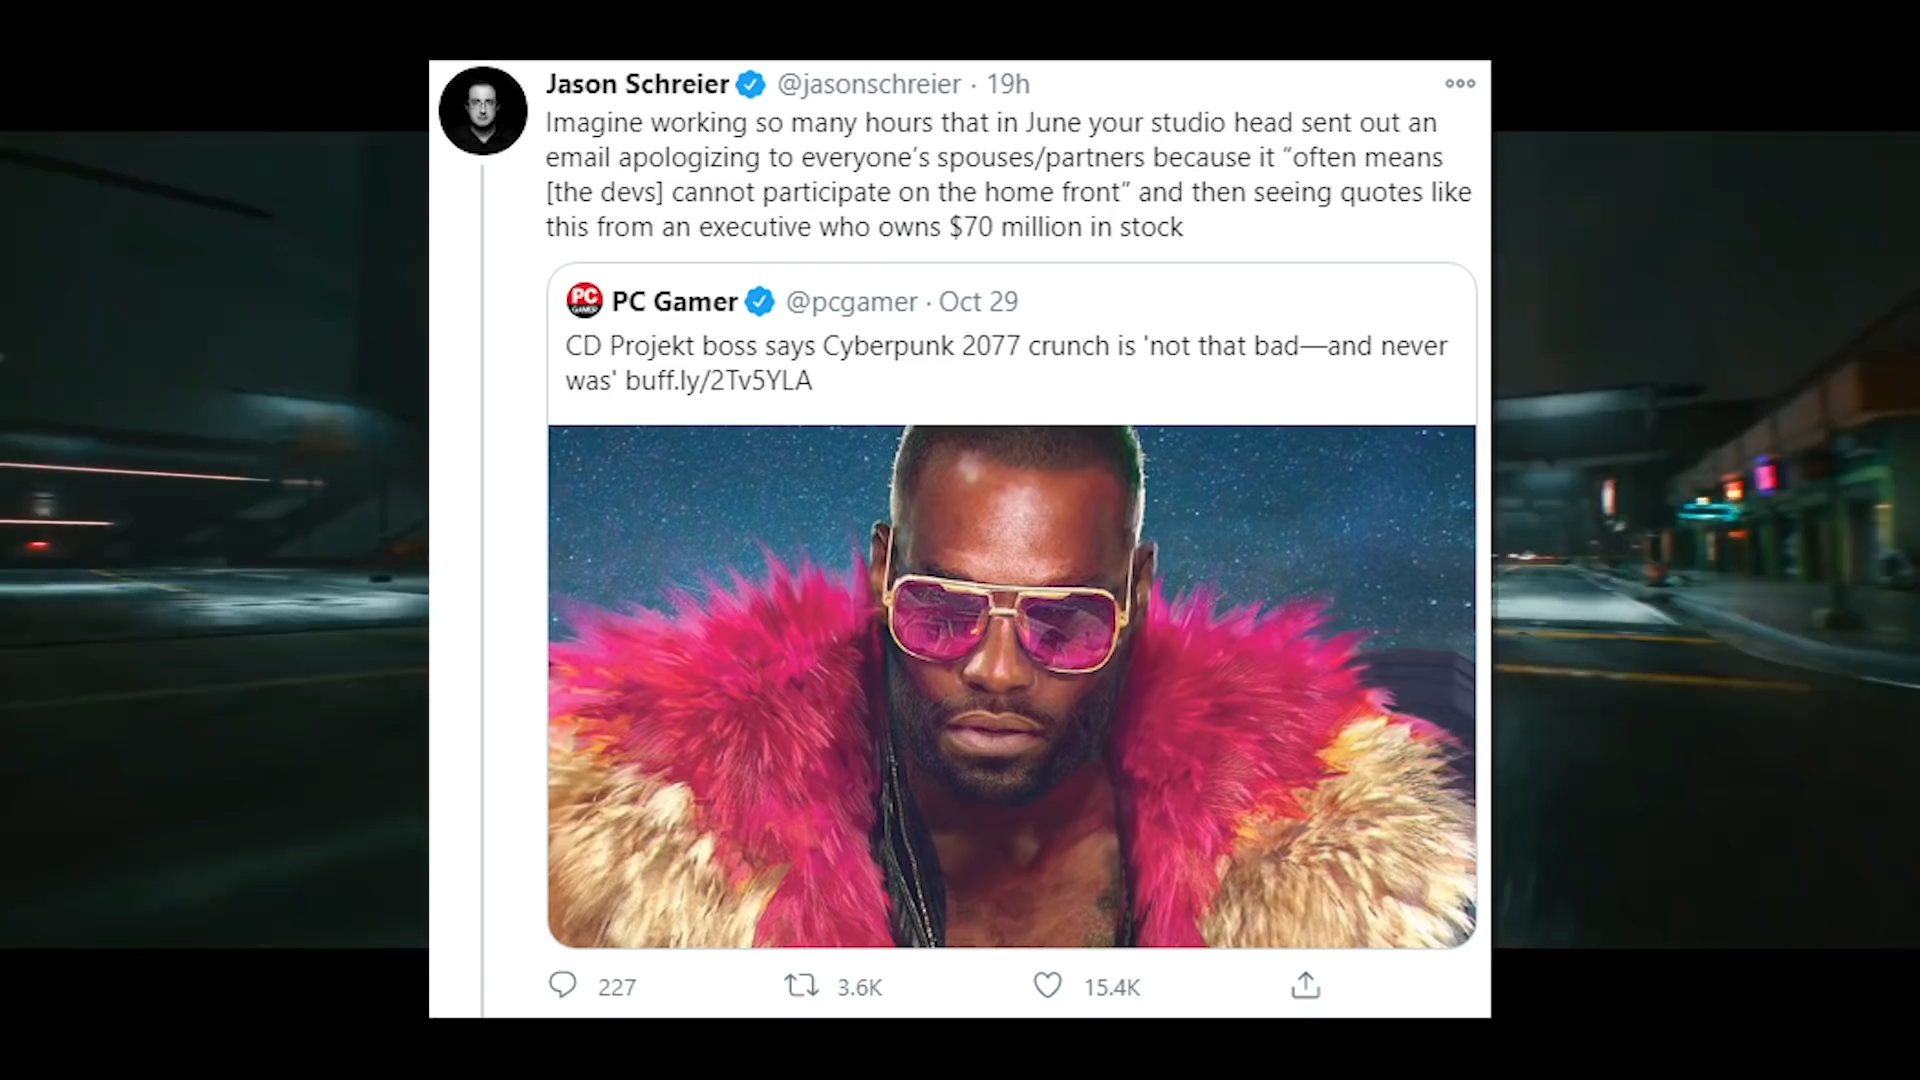 Jason Schreier @jasonschreier · 19h
Imagine working so many hours that in June your studio head sent out an
email apologizing to everyone’s spouses/partners because it “often means
[the devs] cannot participate on the home front” and then seeing quotes like
this from an executive who owns $70 million in stock
PC GAMER
PC Gamer @pcgamer · Oct 29
CD Projekt boss says Cyberpunk 2077 crunch is 'not that bad—and never
was' buff.ly/2Tv5YLA
227 3.6K 15.4K